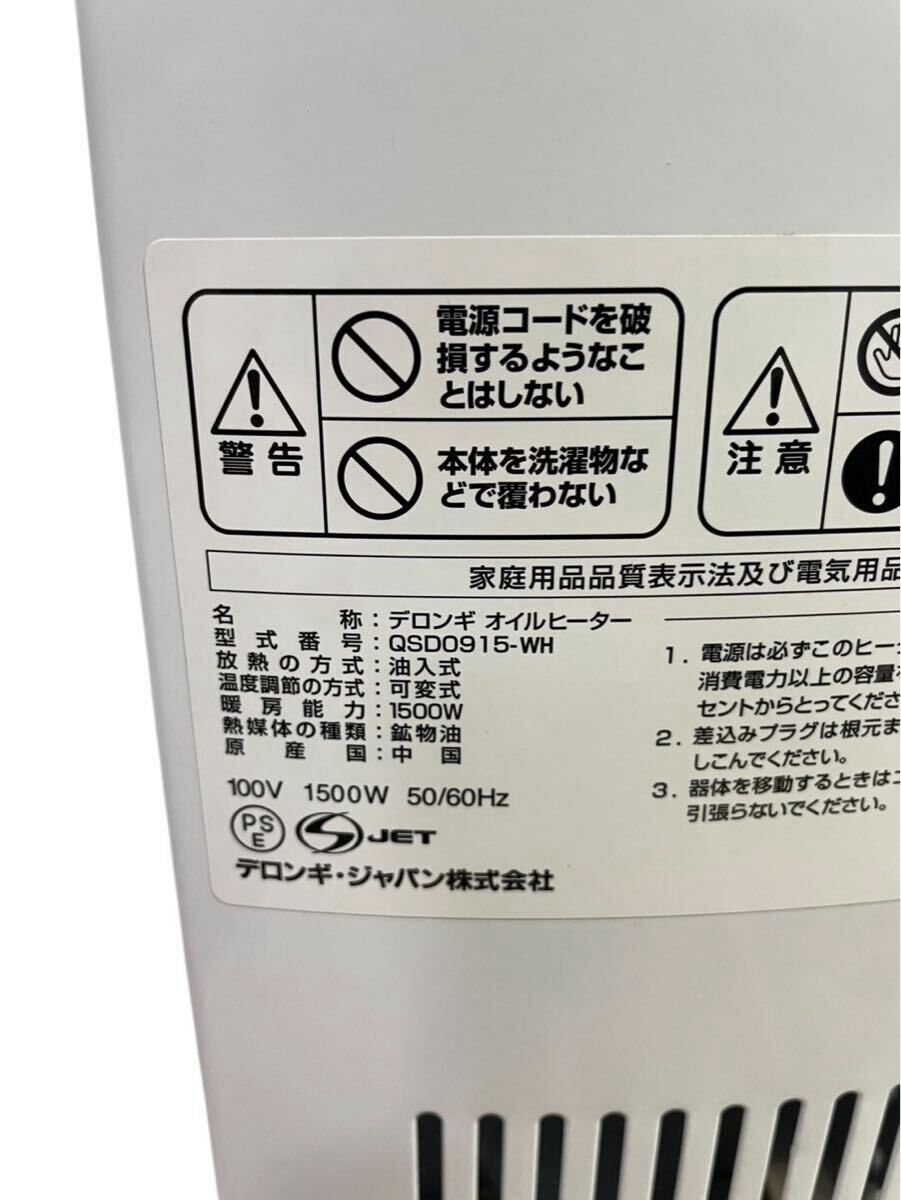 電源コードを破
損するようなこ
とはしない
警告
本体を洗濯物な
どで覆わない
注意
家庭用品品質表示法及び電気用品
名称：デロンギ オイルヒーター
型式番号：QSD0915-WH
放熱の方式：油入式
温度調節の方式：可変式
暖房能力：1500W
熱媒体の種類：鉱物油
原産国：中国
100V 1500W 50/60Hz
PS
E
S JET
デロンギ・ジャパン株式会社
1. 電源は必ずこのヒー
消費電力以上の容量
セントからとってくださ
2. 差込みプラグは根元ま
しこんでください。
3. 器体を移動するときは
引張らないでください。